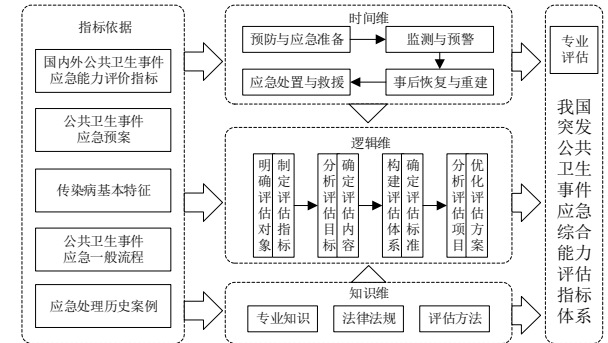 指标依据
国内外公共卫生事件
应急能力评价指标
公共卫生事件
应急预案
传染病基本特征
公共卫生事件
应急一般流程
应急处理历史案例
时间维
预防与应急准备
监测与预警
应急处置与救援
事后恢复与重建
逻辑维
明确评估对象
制定评估指标
分析评估目标
确定评估内容
构建评估体系
确定评估标准
分析评估项目
优化评估方案
知识维
专业知识
法律法规
评估方法
专业
评估
我国
突发
公共
卫生
事件
应急
综合
能力
评估
指标
体系